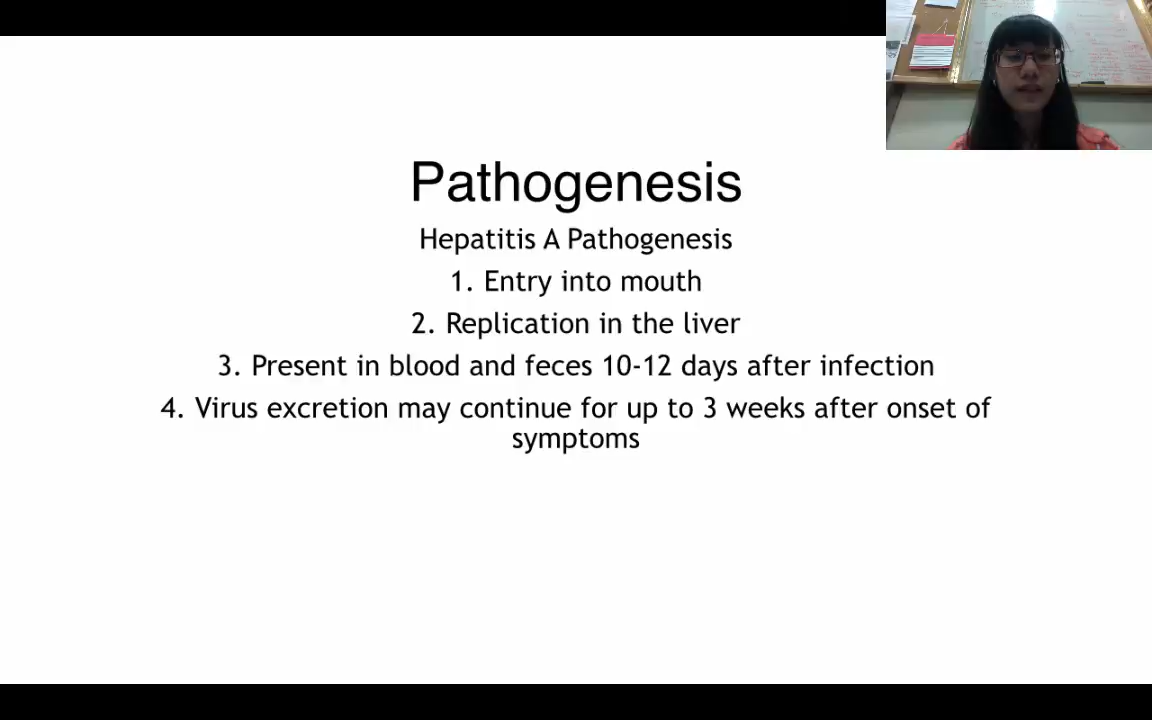 Pathogenesis
Hepatitis A Pathogenesis
1. Entry into mouth
2. Replication in the liver
3. Present in blood and feces 10-12 days after infection
4. Virus excretion may continue for up to 3 weeks after onset of
symptoms